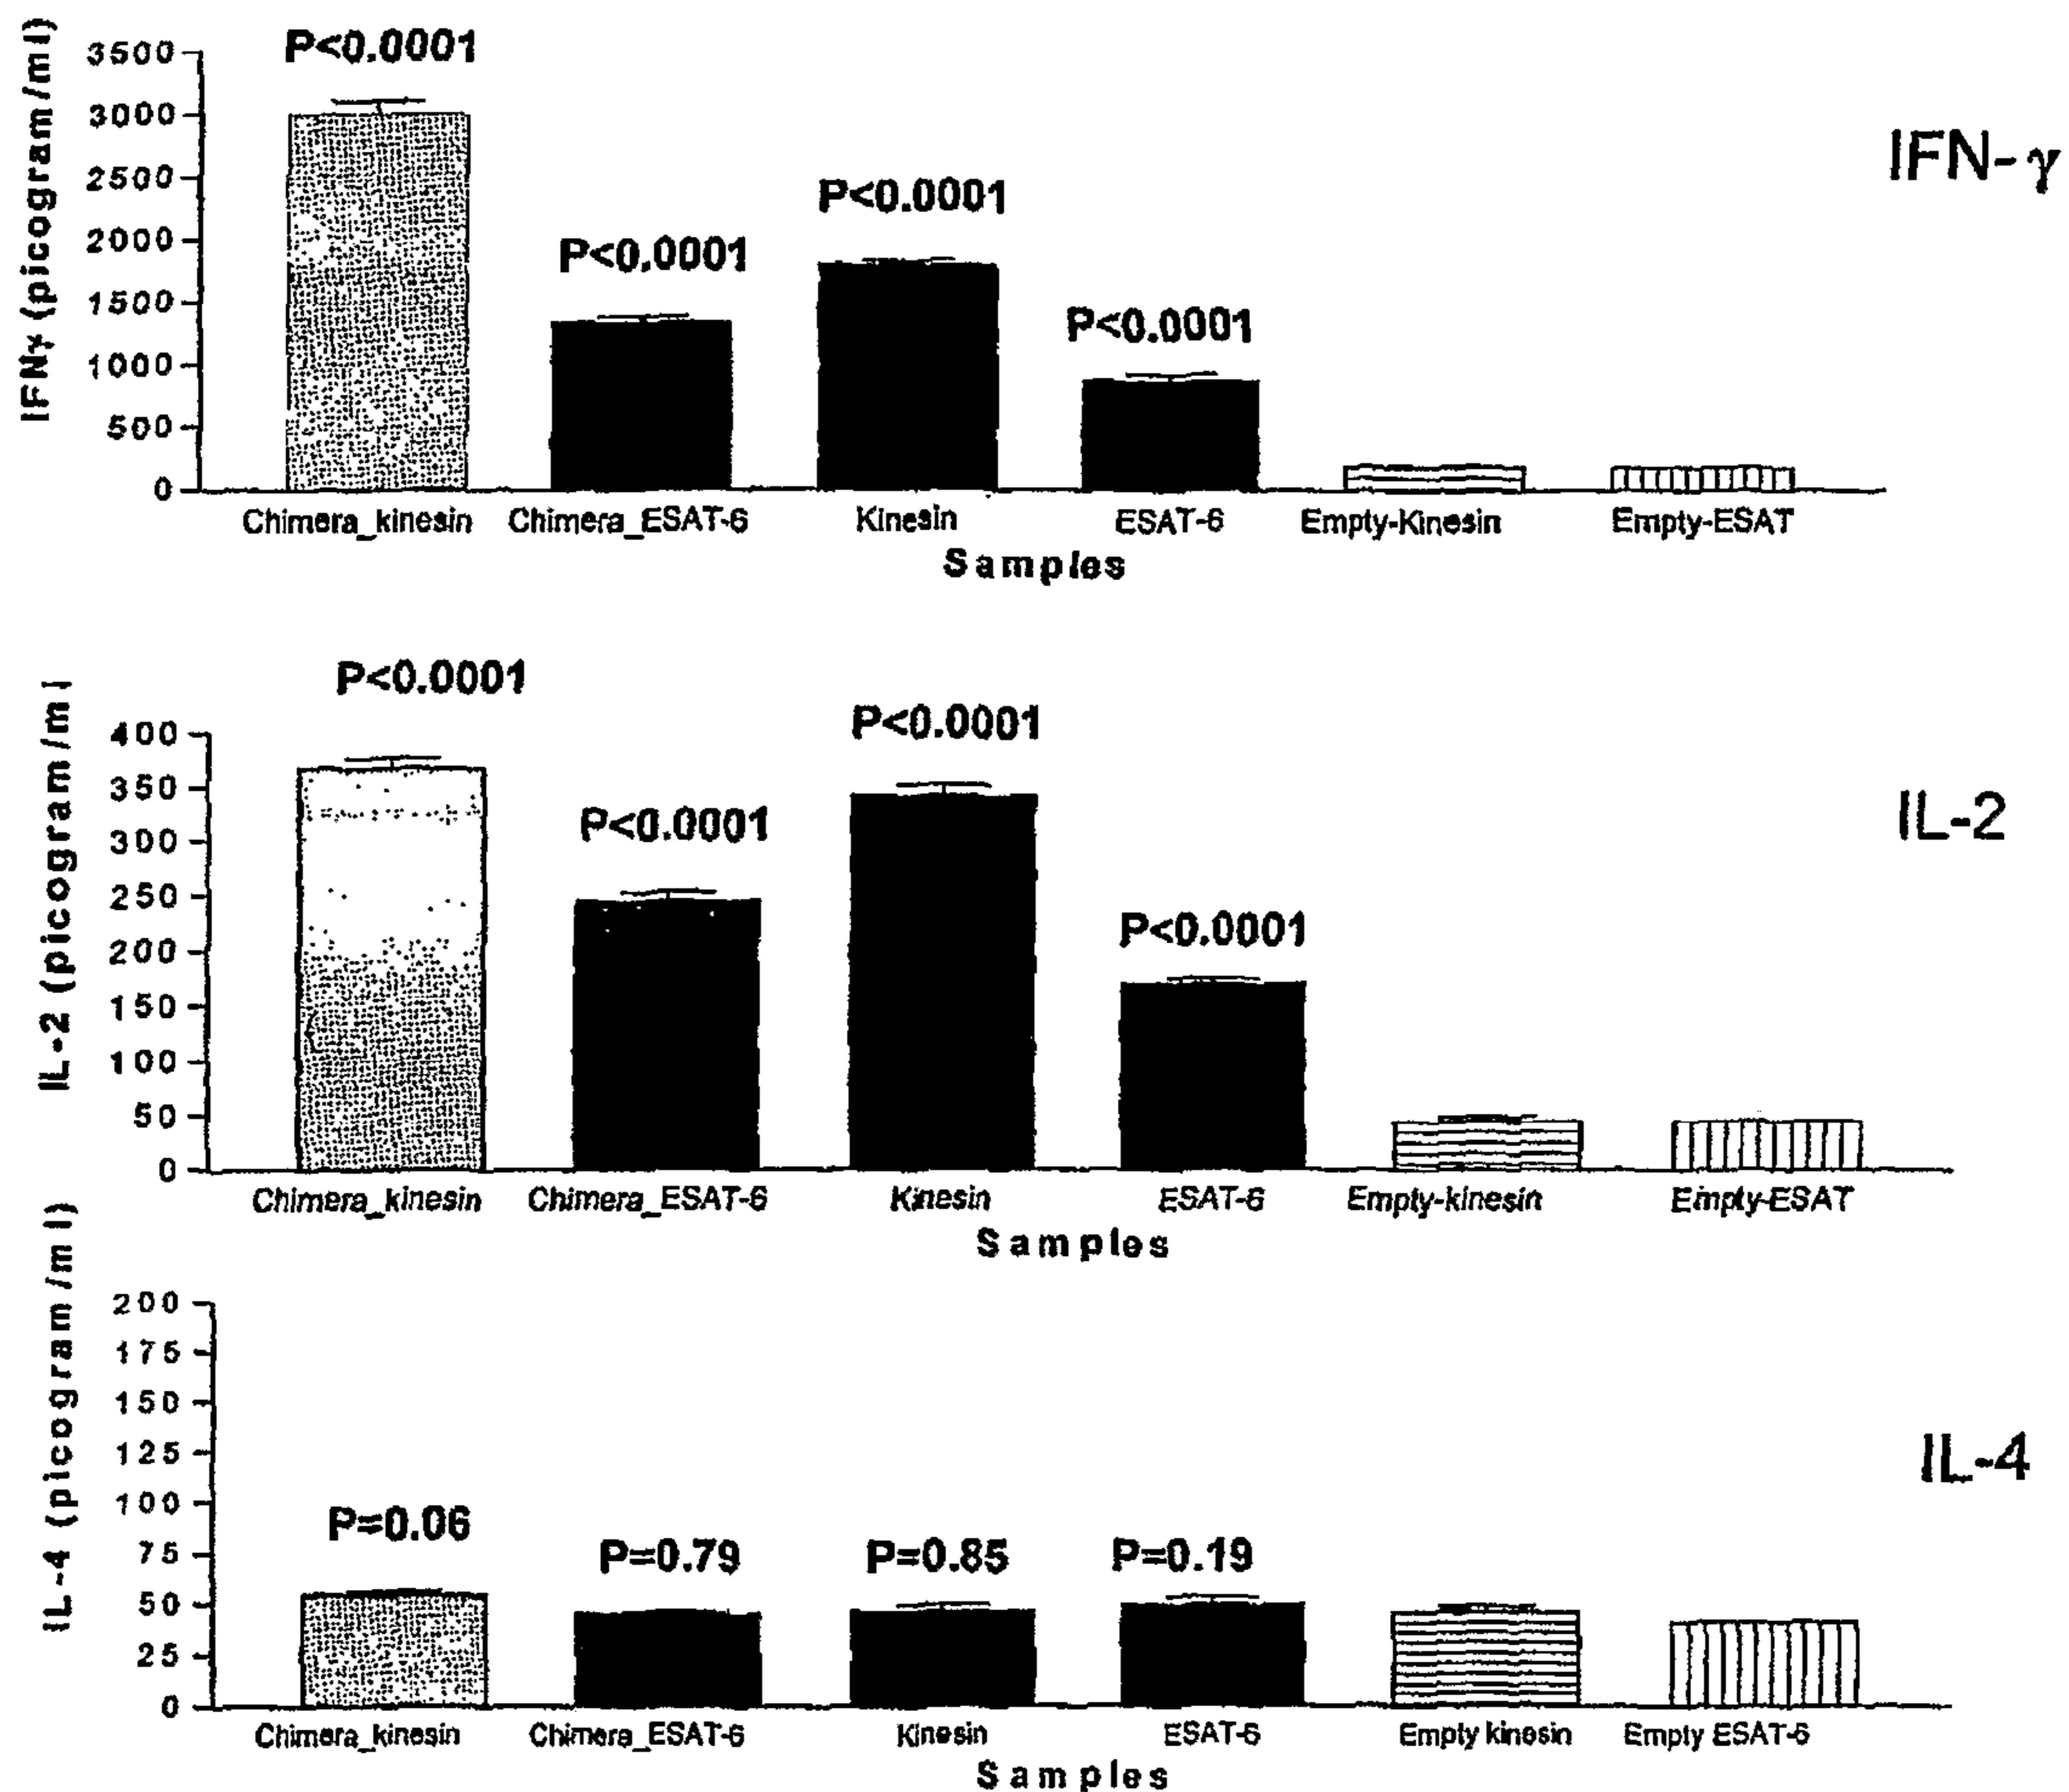 IFNγ (picogram/ml)
3500
3000
2500
2000
1500
1000
500
0
P<0.0001
P<0.0001
P<0.0001
P<0.0001
IFN-γ
Chimera_kinesin Chimera_ESAT-6 Kinesin ESAT-6 Empty-Kinesin Empty-ESAT
Samples
IL-2 (picogram/ml
400
350
300
250
200
150
100
50
0
P<0.0001
P<0.0001
P<0.0001
P<0.0001
IL-2
Chimera_kinesin Chimera_ESAT-6 Kinesin ESAT-6 Empty-kinesin Empty-ESAT
Samples
IL-4 (picogram/ml)
200
175
150
125
100
75
50
25
0
P=0.06 P=0.79 P=0.85 P=0.19
IL-4
Chimera_kinesin Chimera_ESAT-6 Kinesin ESAT-6 Empty kinesin Empty ESAT-6
Samples